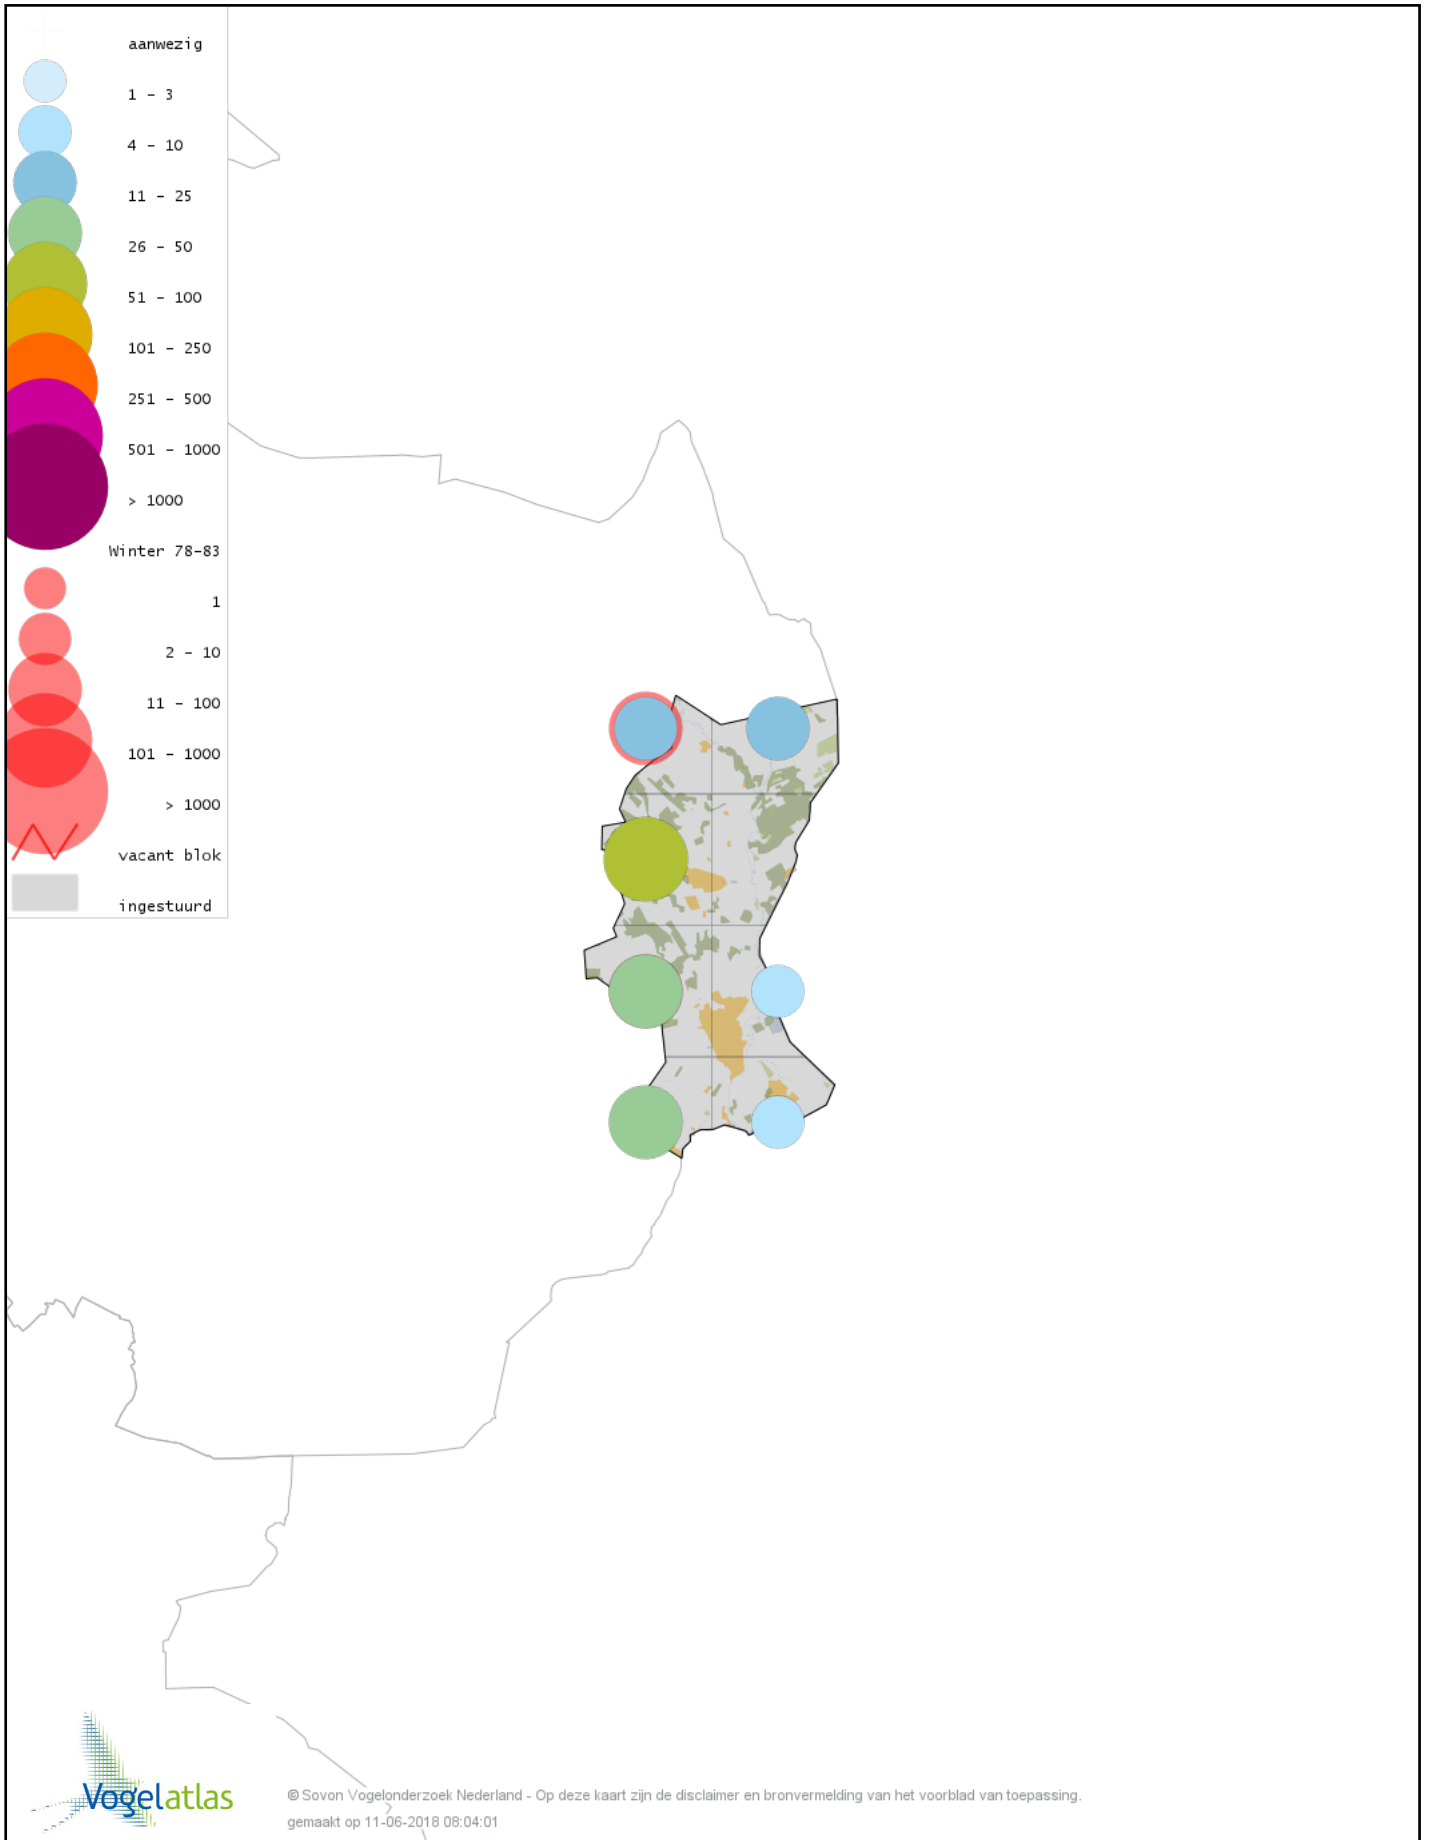 aanwezig
1 - 3
4 - 10
11 - 25
26 - 50
51 - 100
101 - 250
251 - 500
501 - 1000
> 1000
Winter 78-83
1
2 - 10
11 - 100
101 - 1000
> 1000
vacant blok
ingestuurd
Vogelatlas
© Sovon Vogelonderzoek Nederland - Op deze kaart zijn de disclaimer en bronvermelding van het voorblad van toepassing.
gemaakt op 11-06-2018 08:04:01